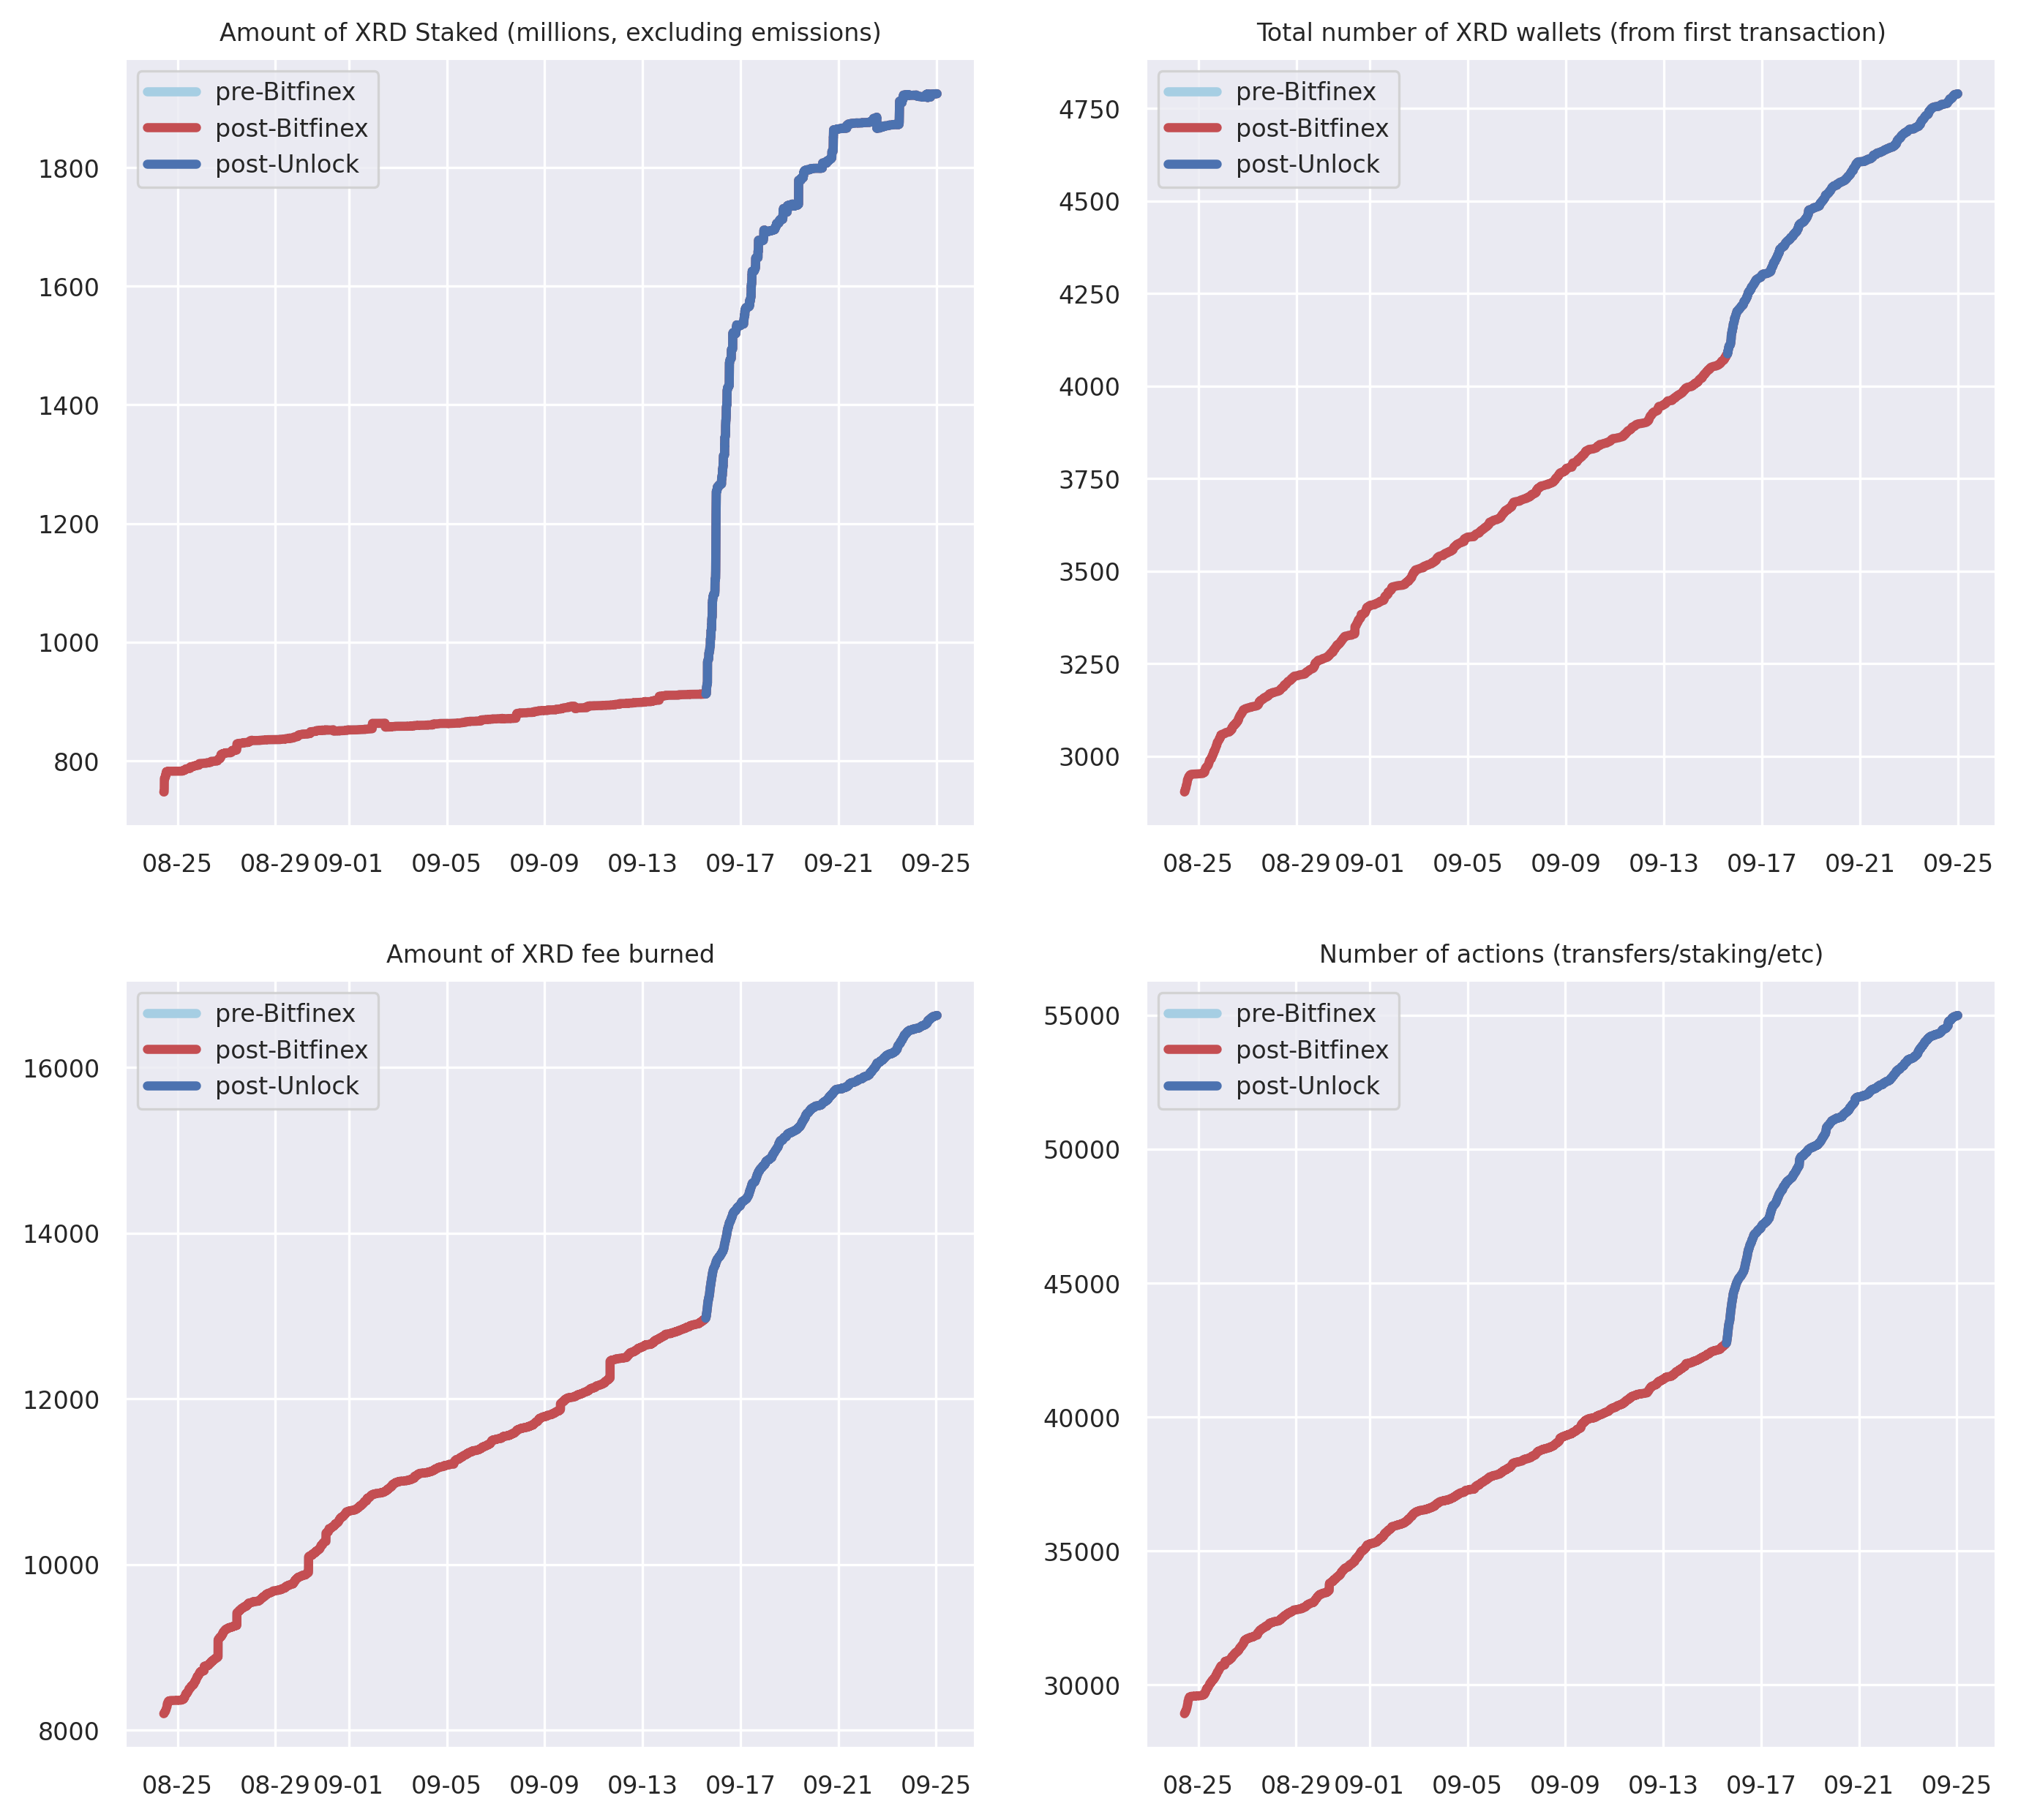 Amount of XRD Staked (millions, excluding emissions)
pre-Bitfinex
post-Bitfinex
post-Unlock
1800
1600
1400
1200
1000
800
08-25 08-29 09-01 09-05 09-09 09-13 09-17 09-21 09-25
Total number of XRD wallets (from first transaction)
pre-Bitfinex
post-Bitfinex
post-Unlock
4750
4500
4250
4000
3750
3500
3250
3000
08-25 08-29 09-01 09-05 09-09 09-13 09-17 09-21 09-25
Amount of XRD fee burned
pre-Bitfinex
post-Bitfinex
post-Unlock
16000
14000
12000
10000
8000
08-25 08-29 09-01 09-05 09-09 09-13 09-17 09-21 09-25
Number of actions (transfers/staking/etc)
pre-Bitfinex
post-Bitfinex
post-Unlock
55000
50000
45000
40000
35000
30000
08-25 08-29 09-01 09-05 09-09 09-13 09-17 09-21 09-25